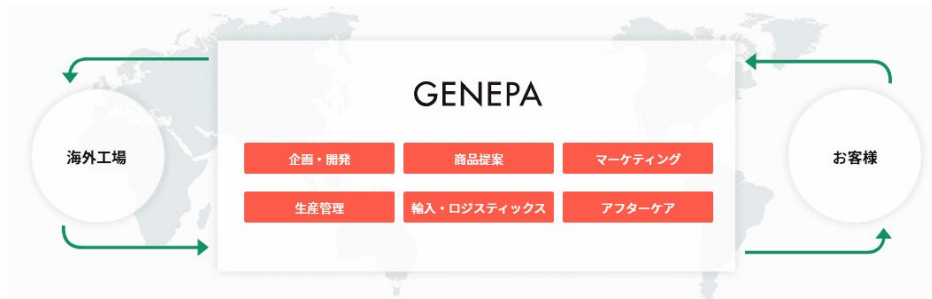 GENEPA
海外工場
企画・開発
商品提案
マーケティング
お客様
生産管理
輸入・ロジスティックス
アフターケア